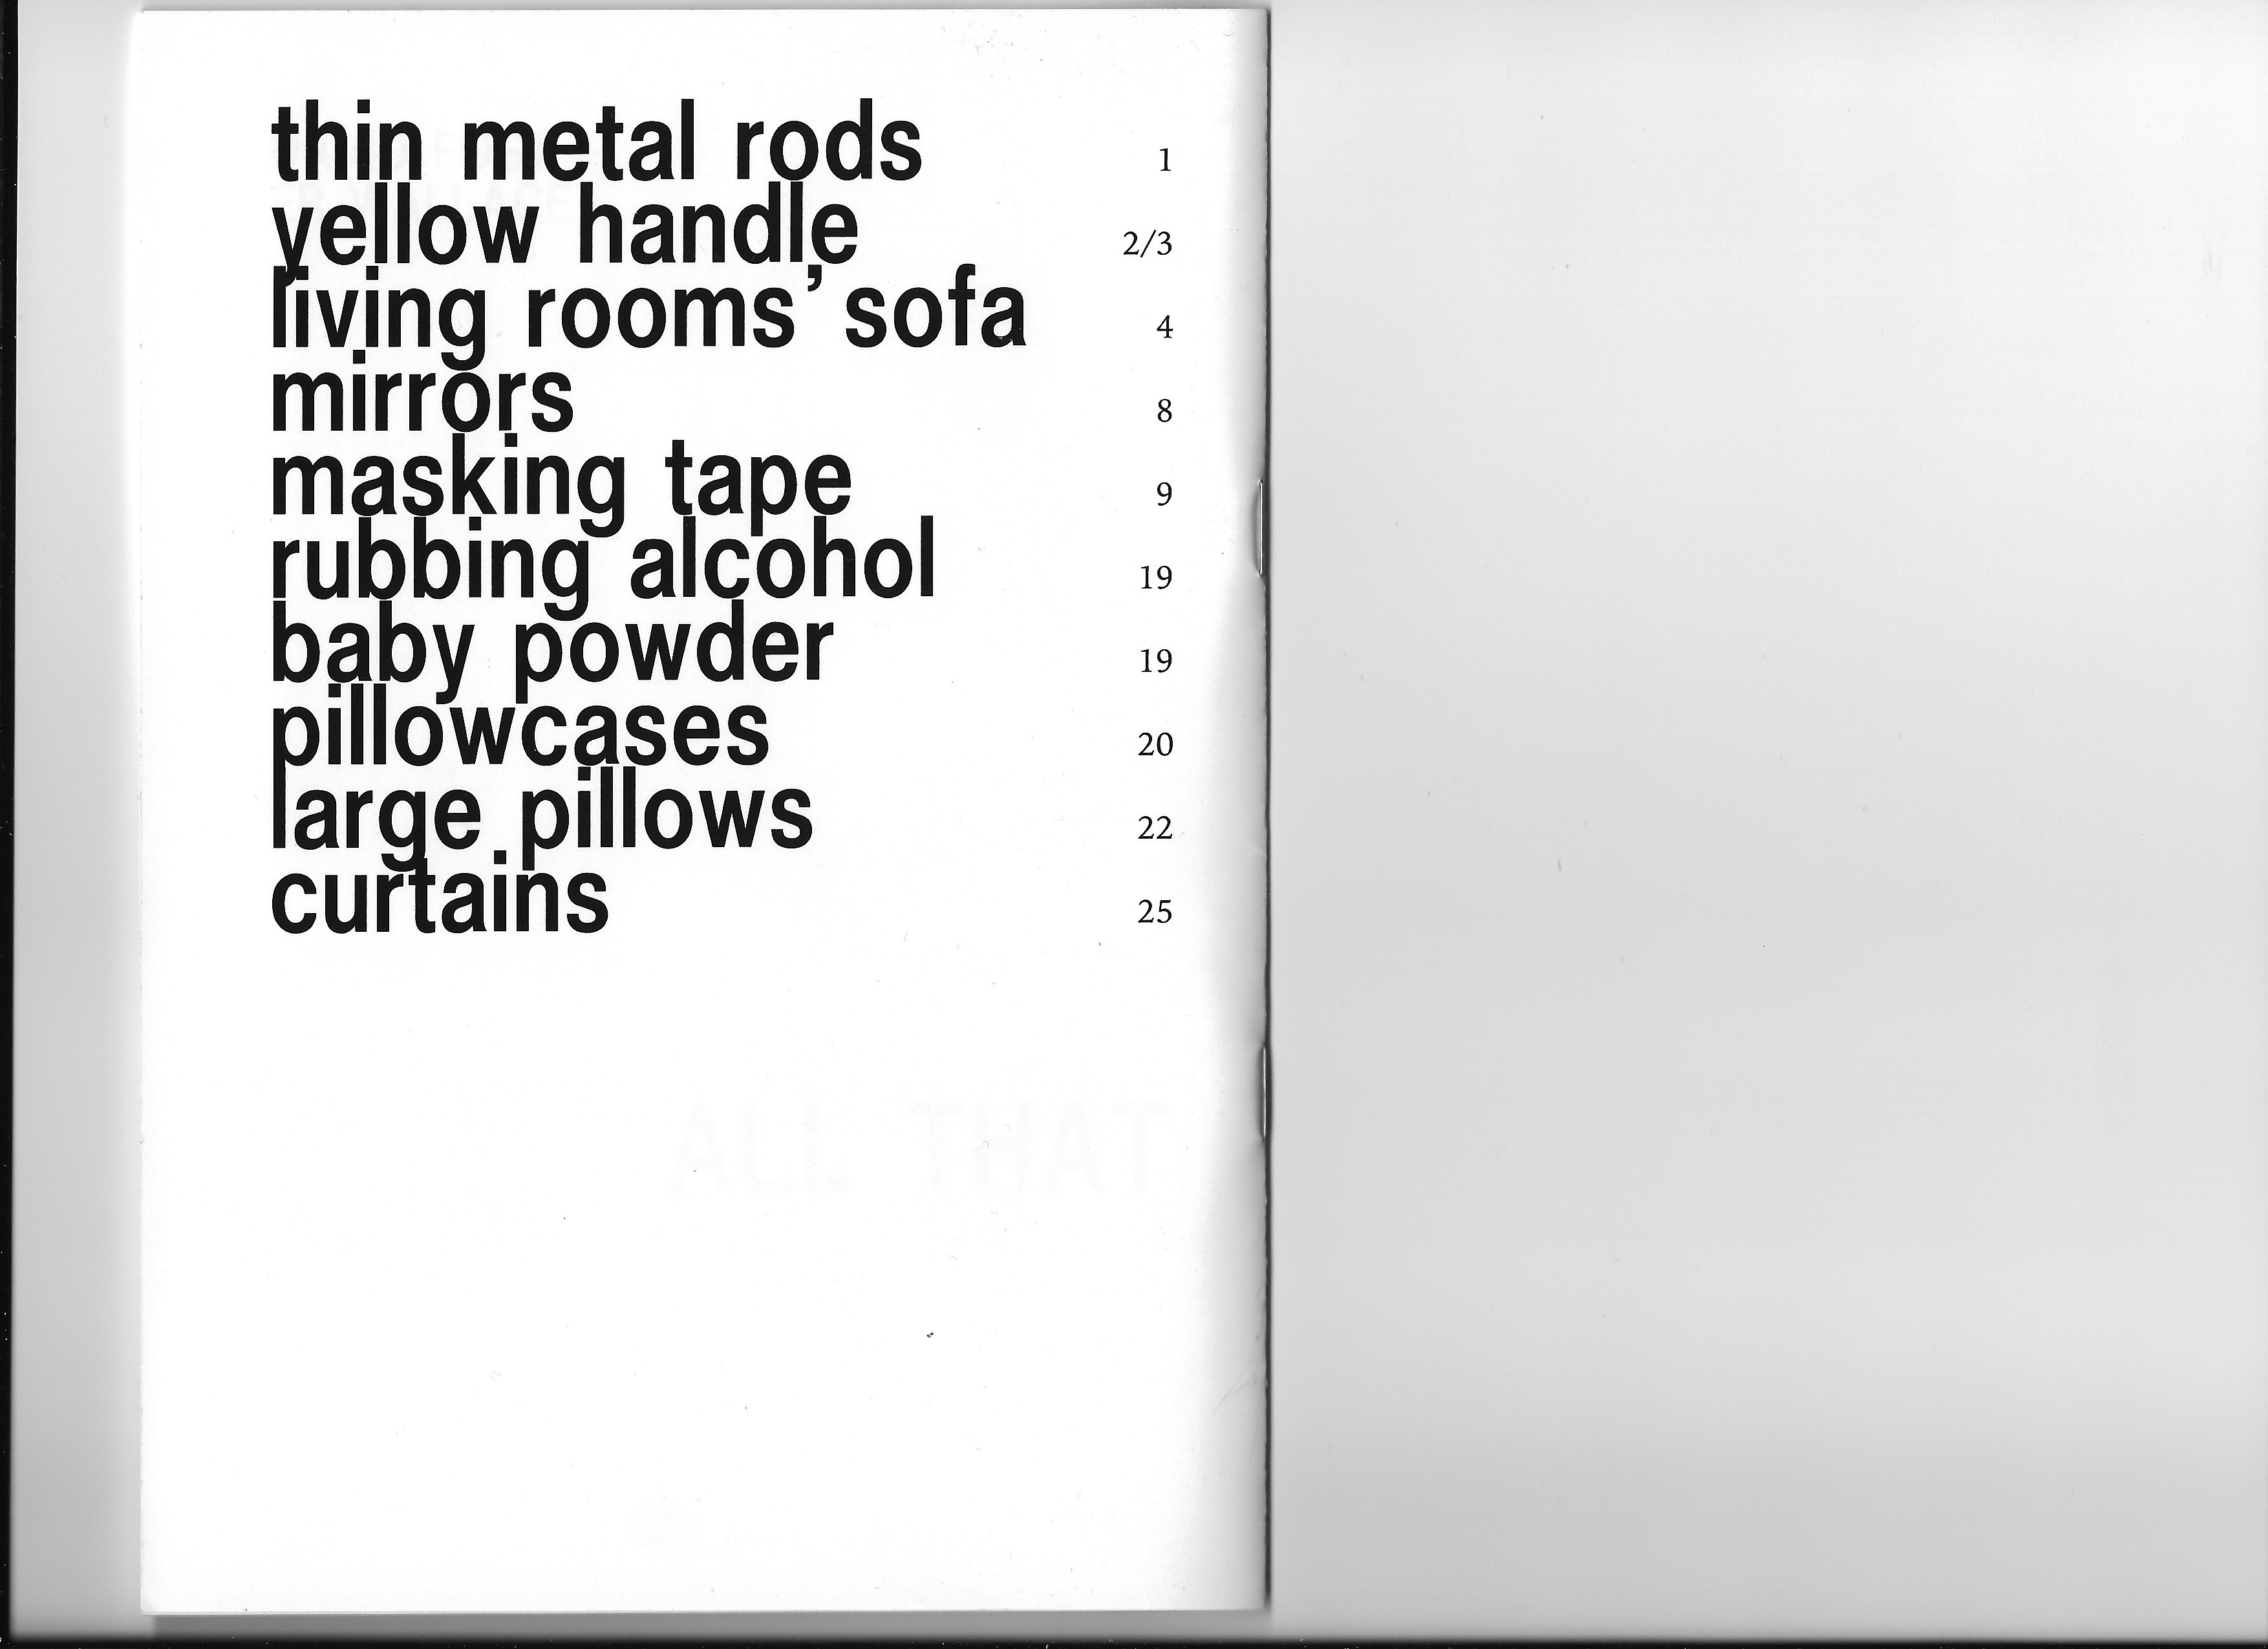 thin metal rods 1
yellow handle 2/3
living rooms’ sofa 4
mirrors 8
masking tape 9
rubbing alcohol 19
baby powder 19
pillowcases 20
large pillows 22
curtains 25
ALL THAT